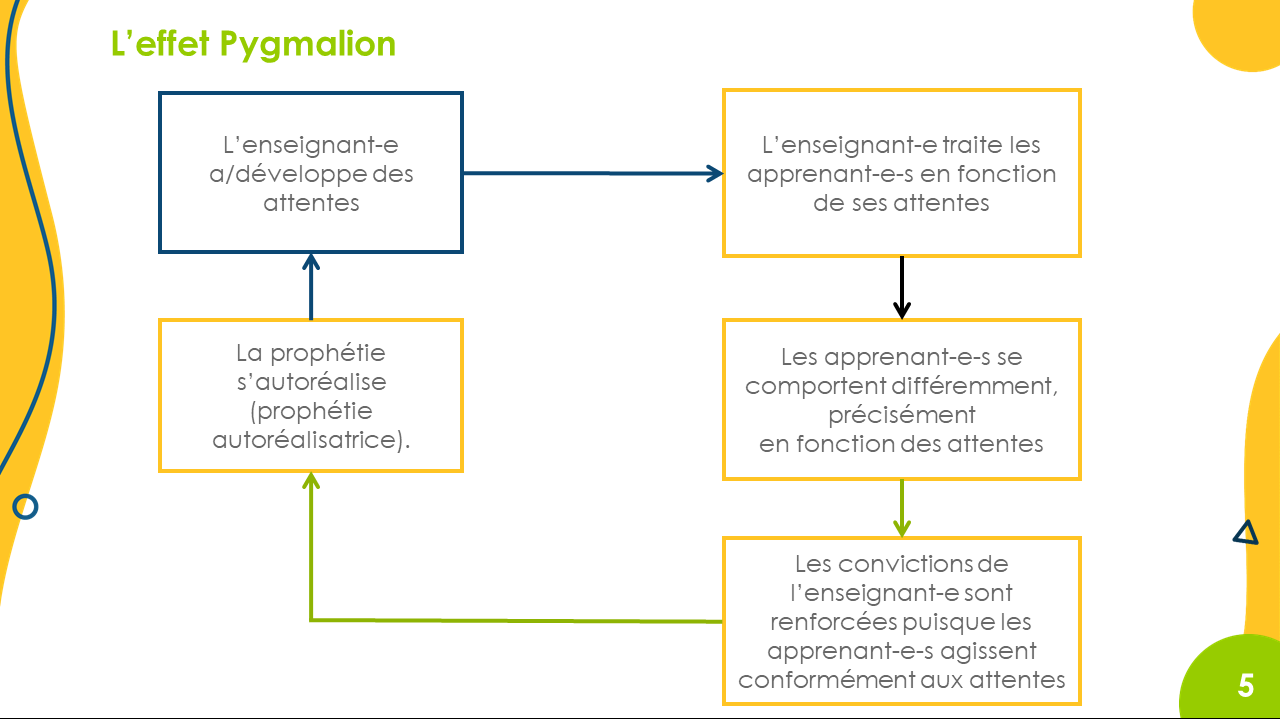 L’effet Pygmalion
L’enseignant-e
a/développe des
attentes
L’enseignant-e traite les
apprenant-e-s en fonction
de ses attentes
Les apprenant-e-s se
comportent différemment,
précisément
en fonction des attentes
Les convictions de
l’enseignant-e sont
renforcées puisque les
apprenant-e-s agissent
conformément aux attentes
La prophétie
s’autoréalise
(prophétie
autoréalisatrice).
5